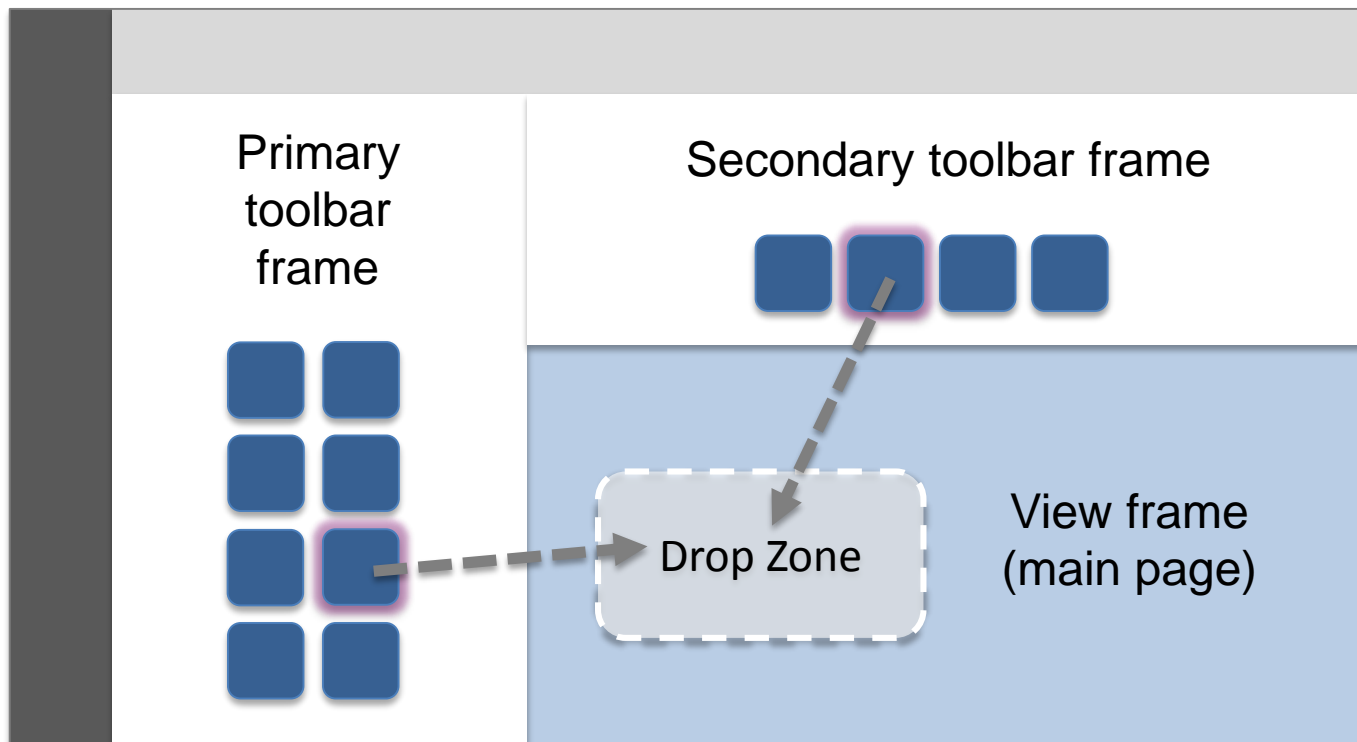 Primary
toolbar
frame
Secondary toolbar frame
Drop Zone
View frame
(main page)